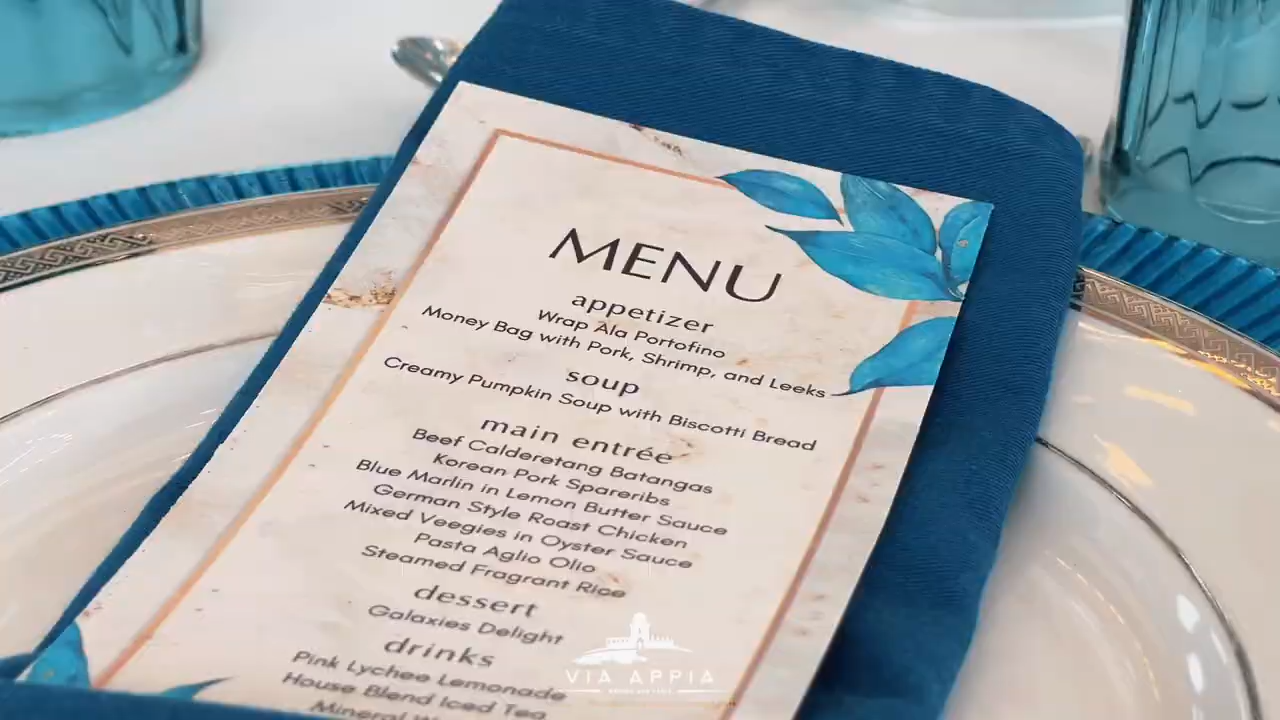 MENU
appetizer
Wrap Ala Portofino
Money Bag with Pork, Shrimp, and Leeks
soup
Creamy Pumpkin Soup with Biscotti Bread
main entrée
Beef Calderetang Batangas
Korean Pork Spareribs
Blue Marlin in Lemon Butter Sauce
German Style Roast Chicken
Mixed Veegies in Oyster Sauce
Pasta Aglio Olio
Steamed Fragrant Rice
dessert
Galaxies Delight
drinks
Pink Lychee Lemonade
House Blend Iced Tea
Mineral
VIA APPIA